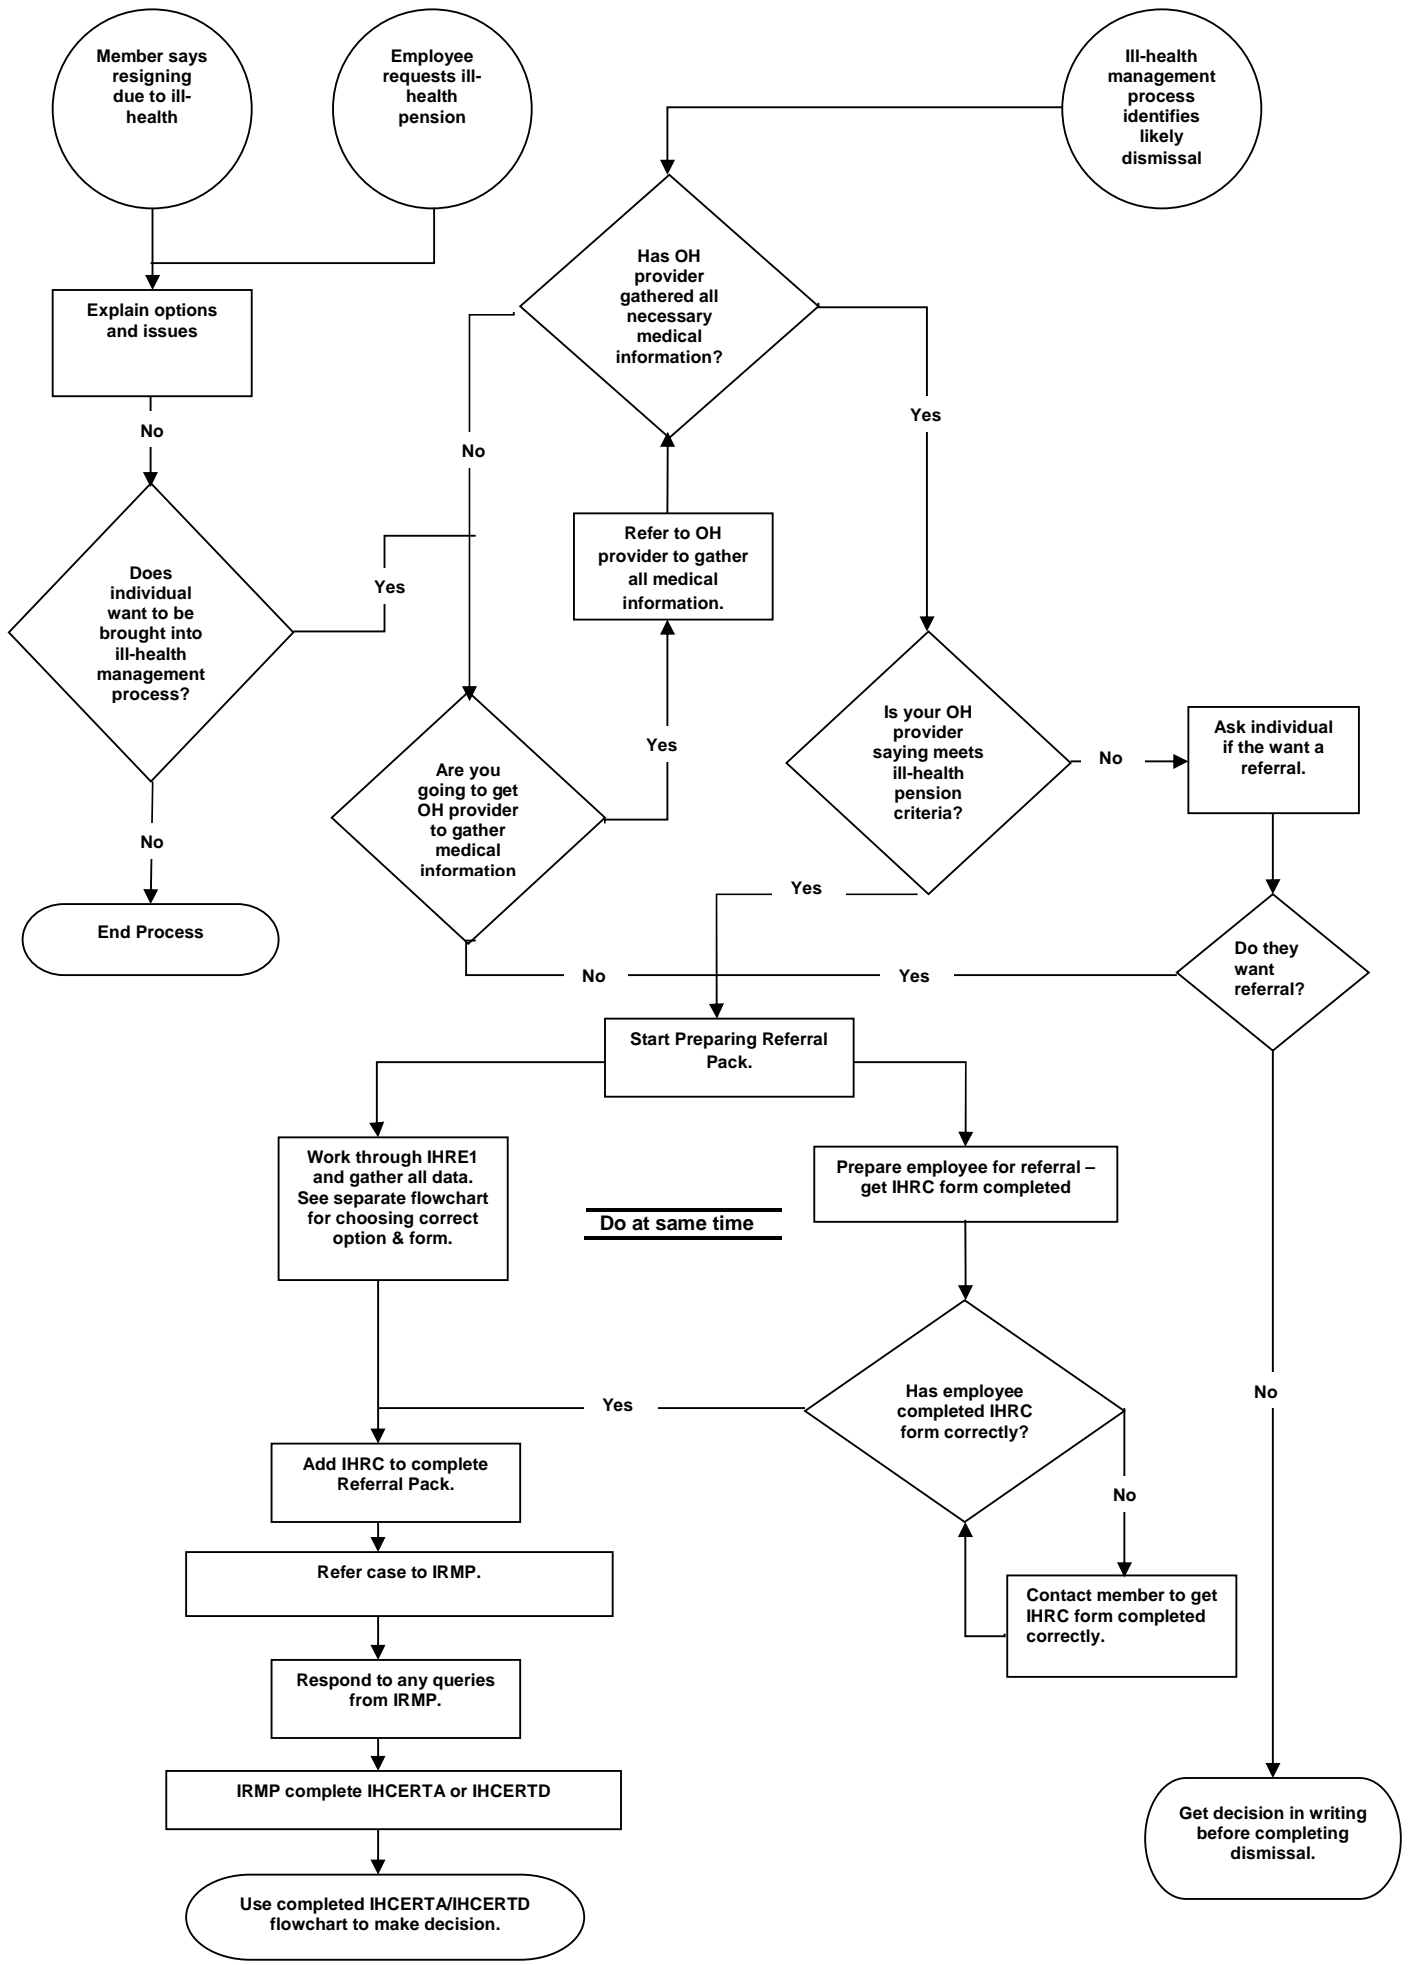 Member says
resigning
due to ill-
health
Employee
requests ill-
health
pension
Ill-health
management
process
identifies
likely
dismissal
Has OH
provider
gathered all
necessary
medical
information?
Explain options
and issues
No
Yes
No
Refer to OH
provider to gather
all medical
information.
Does
individual
want to be
brought into
ill-health
management
process?
Yes
Is your OH
provider
saying meets
ill-health
pension
criteria?
No
Ask individual
if the want a
referral.
Yes
Are you
going to get
OH provider
to gather
medical
information
No
Yes
End Process
Do they
want
referral?
No
Yes
Start Preparing Referral
Pack.
Work through IHRE1
and gather all data.
See separate flowchart
for choosing correct
option & form.
Do at same time
Prepare employee for referral –
get IHRC form completed
Has employee
completed IHRC
form correctly?
Yes
No
No
Add IHRC to complete
Referral Pack.
Refer case to IRMP.
Contact member to get
IHRC form completed
correctly.
Respond to any queries
from IRMP.
IRMP complete IHCERTA or IHCERTD
Get decision in writing
before completing
dismissal.
Use completed IHCERTA/IHCERTD
flowchart to make decision.